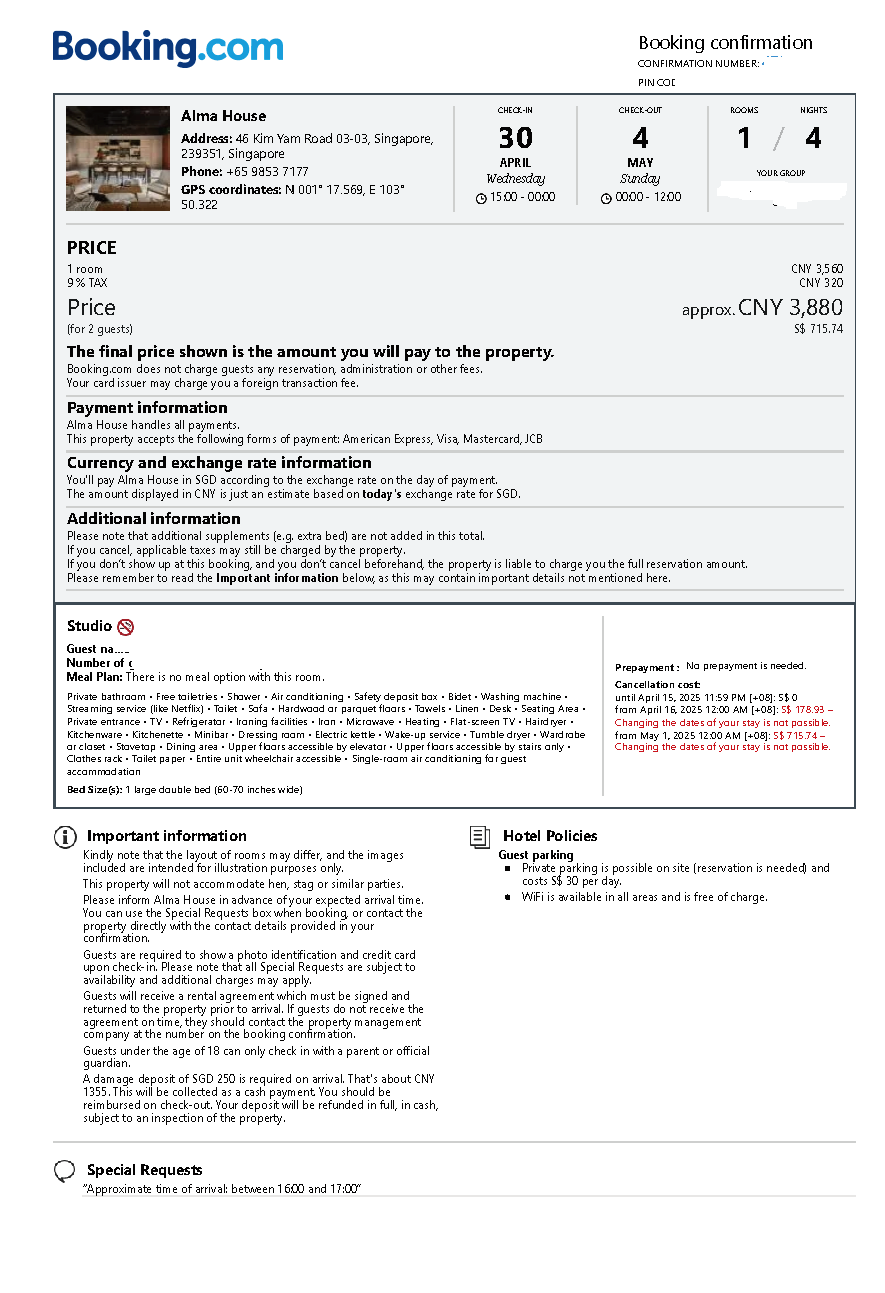 Booking.com
Booking confirmation
CONFIRMATION NUMBER:
PIN CODE
Alma House
Address: 46 Kim Yam Road 03-03, Singapore,
239351, Singapore
Phone: +65 9853 7177
GPS coordinates: N 001° 17.569, E 103°
50.322
CHECK-IN
30
APRIL
Wednesday
15:00 - 00:00
CHECK-OUT
4
MAY
Sunday
00:00 - 12:00
ROOMS NIGHTS
1 / 4
YOUR GROUP
PRICE
1 room CNY 3,560
9 % TAX CNY 320
Price approx. CNY 3,880
(for 2 guests) S$ 715.74
The final price shown is the amount you will pay to the property.
Booking.com does not charge guests any reservation, administration or other fees.
Your card issuer may charge you a foreign transaction fee.
Payment information
Alma House handles all payments.
This property accepts the following forms of payment: American Express, Visa, Mastercard, JCB
Currency and exchange rate information
You'll pay Alma House in SGD according to the exchange rate on the day of payment.
The amount displayed in CNY is just an estimate based on today's exchange rate for SGD.
Additional information
Please note that additional supplements (e.g. extra bed) are not added in this total.
If you cancel, applicable taxes may still be charged by the property.
If you don't show up at this booking, and you don't cancel beforehand, the property is liable to charge you the full reservation amount.
Please remember to read the Important information below, as this may contain important details not mentioned here.
Studio
Guest na....
Number of g
Meal Plan: There is no meal option with this room.
Private bathroom • Free toiletries • Shower • Air conditioning • Safety deposit box • Bidet • Washing machine •
Streaming service (like Netflix) • Toilet • Sofa • Hardwood or parquet floors • Towels • Linen • Desk • Seating Area •
Private entrance • TV • Refrigerator • Ironing facilities • Iron • Microwave • Heating • Flat-screen TV • Hairdryer •
Kitchenware • Kitchenette • Minibar • Dressing room • Electric kettle • Wake-up service • Tumble dryer • Wardrobe
or closet • Stovetop • Dining area • Upper floors accessible by elevator • Upper floors accessible by stairs only •
Clothes rack • Toilet paper • Entire unit wheelchair accessible • Single-room air conditioning for guest
accommodation
Bed Size(s): 1 large double bed (60-70 inches wide)
Prepayment : No prepayment is needed.
Cancellation cost:
until April 15, 2025 11:59 PM [+08]: S$ 0
from April 16, 2025 12:00 AM [+08]: S$ 178.93 –
Changing the dates of your stay is not possible.
from May 1, 2025 12:00 AM [+08]: S$ 715.74 –
Changing the dates of your stay is not possible.
Important information
Kindly note that the layout of rooms may differ, and the images
included are intended for illustration purposes only.
This property will not accommodate hen, stag or similar parties.
Please inform Alma House in advance of your expected arrival time.
You can use the Special Requests box when booking, or contact the
property directly with the contact details provided in your
confirmation.
Guests are required to show a photo identification and credit card
upon check-in. Please note that all Special Requests are subject to
availability and additional charges may apply.
Guests will receive a rental agreement which must be signed and
returned to the property prior to arrival. If guests do not receive the
agreement on time, they should contact the property management
company at the number on the booking confirmation.
Guests under the age of 18 can only check in with a parent or official
guardian.
A damage deposit of SGD 250 is required on arrival. That's about CNY
1355. This will be collected as a cash payment. You should be
reimbursed on check-out. Your deposit will be refunded in full, in cash,
subject to an inspection of the property.
Hotel Policies
Guest parking
Private parking is possible on site (reservation is needed) and
costs S$ 30 per day.
WiFi is available in all areas and is free of charge.
Special Requests
"Approximate time of arrival: between 16:00 and 17:00"